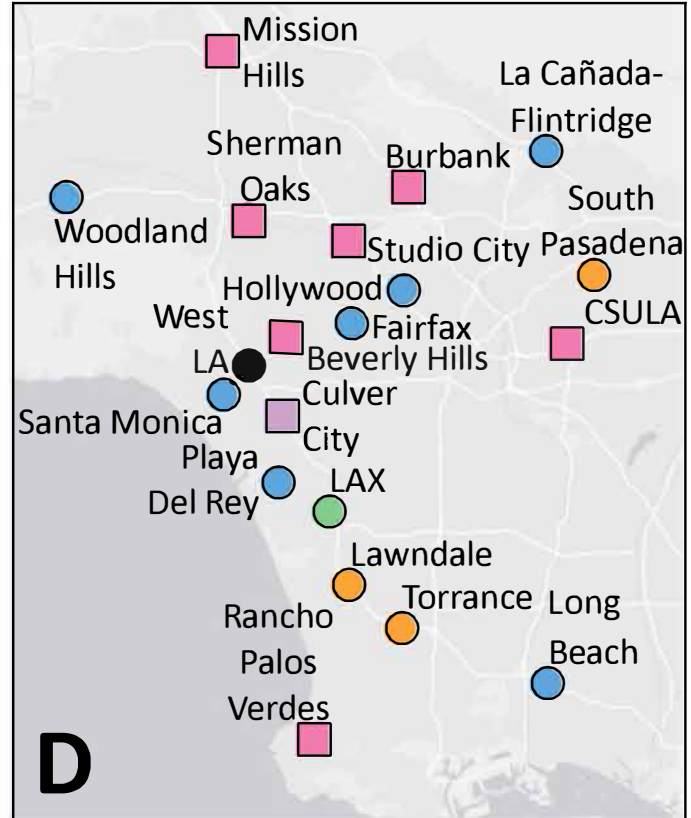 Mission
Hills
La Cañada-
Flintridge
Sherman
Oaks
Burbank
South
Pasadena
Woodland
Hills
Studio City
Hollywood
CSULA
West
LA
Fairfax
Beverly Hills
Culver
City
Santa Monica
Playa
Del Rey
LAX
Lawndale
Torrance
Long
Beach
Rancho
Palos
Verdes
D